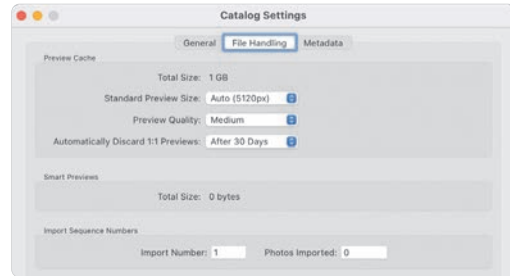 Catalog Settings
General File Handling Metadata
Preview Cache
Total Size: 1 GB
Standard Preview Size: Auto (5120px)
Preview Quality: Medium
Automatically Discard 1:1 Previews: After 30 Days
Smart Previews
Total Size: 0 bytes
Import Sequence Numbers
Import Number: 1 Photos Imported: 0